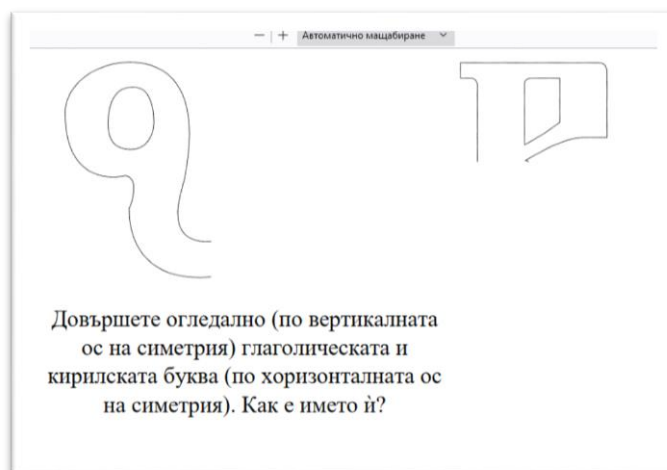 Автоматично мащабиране
Довършете огледално (по вертикалната
ос на симетрия) глаголическата и
кирилската буква (по хоризонталната ос
на симетрия). Как е името ѝ?